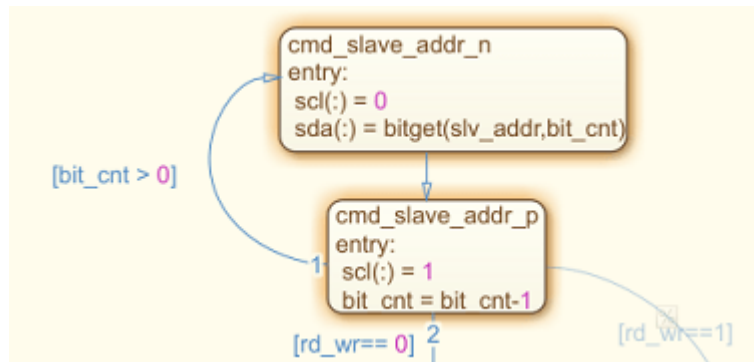 cmd_slave_addr_n
entry:
scl(:) = 0
sda(:) = bitget(slv_addr,bit_cnt)
[bit_cnt > 0]
cmd_slave_addr_p
entry:
1
scl(:) = 1
bit_cnt = bit_cnt-1
[rd_wr== 0] 2
[rd_wr==1]